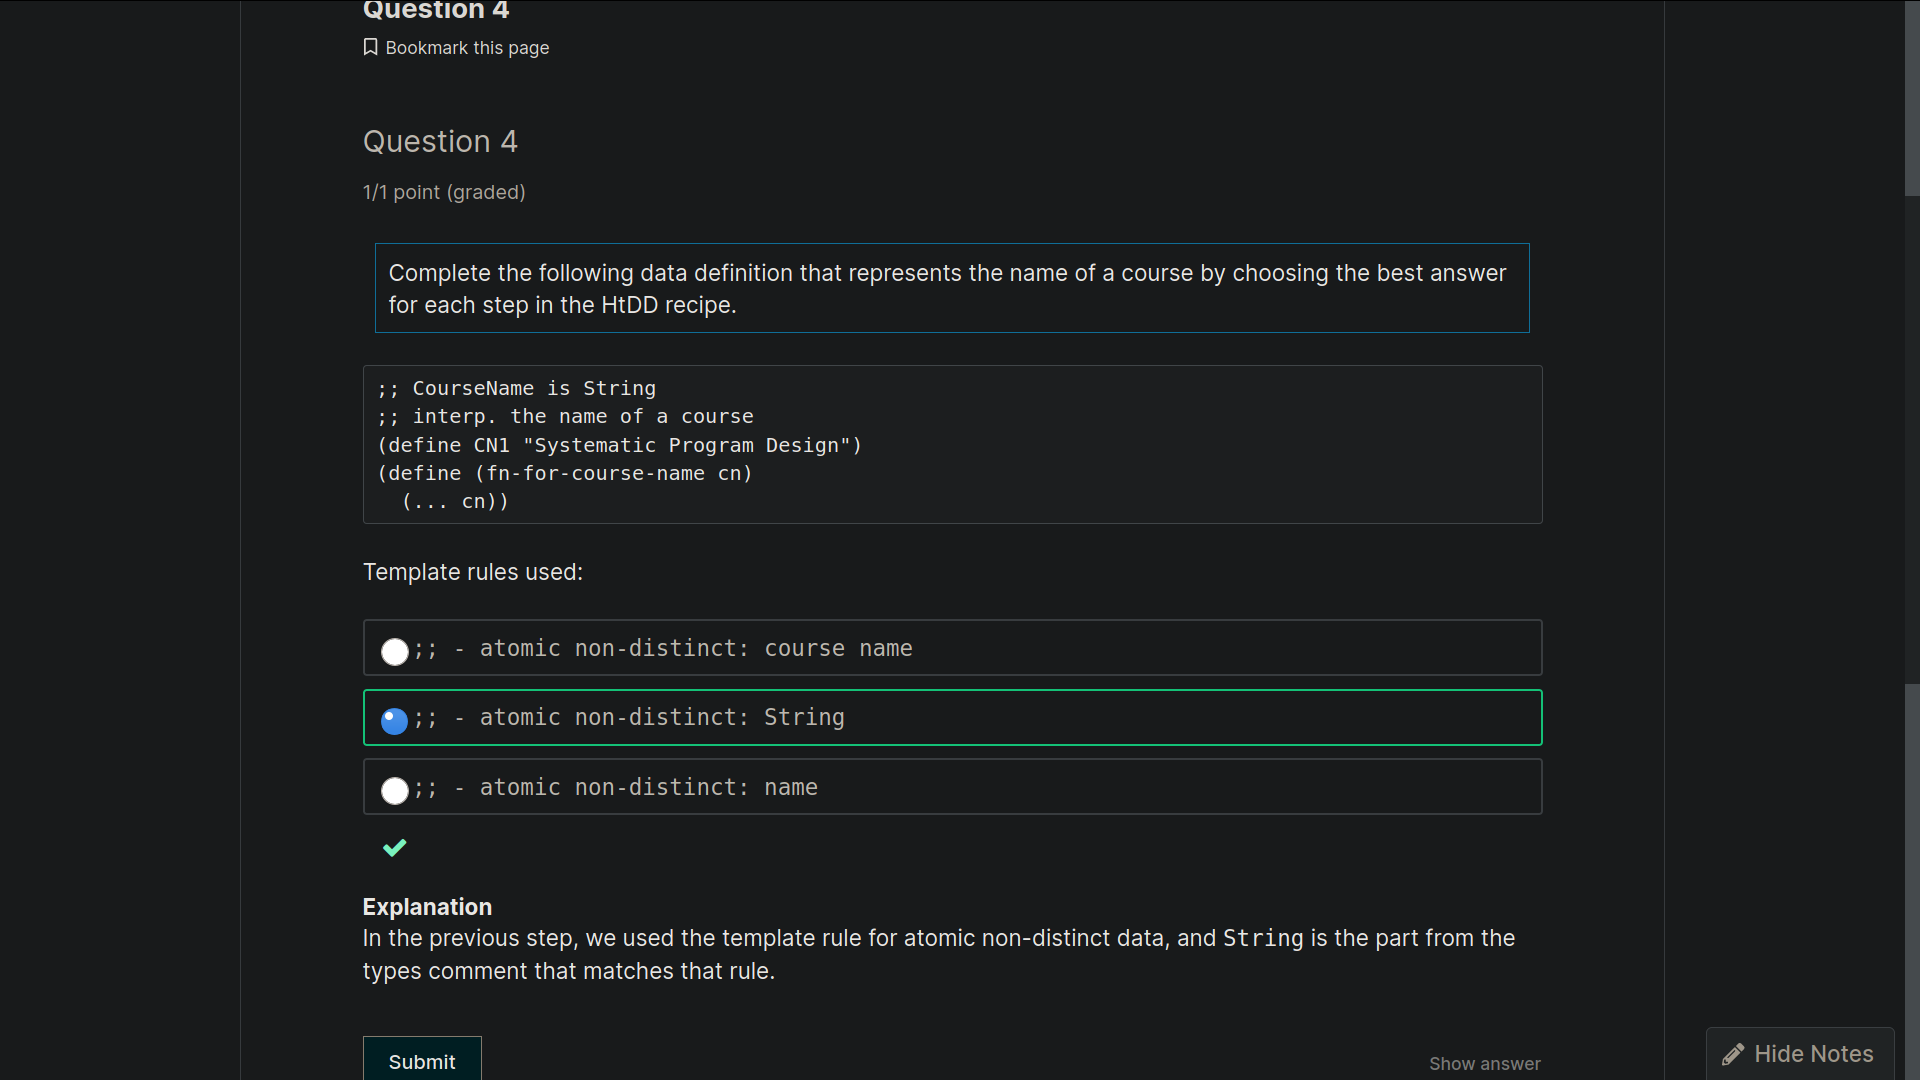 Question 4
Bookmark this page
Question 4
1/1 point (graded)
Complete the following data definition that represents the name of a course by choosing the best answer
for each step in the HtDD recipe.
;; CourseName is String
;; interp. the name of a course
(define CN1 "Systematic Program Design")
(define (fn-for-course-name cn)
  (... cn))
Template rules used:
;; - atomic non-distinct: course name
;; - atomic non-distinct: String
;; - atomic non-distinct: name
Explanation
In the previous step, we used the template rule for atomic non-distinct data, and String is the part from the
types comment that matches that rule.
Submit
Show answer
Hide Notes